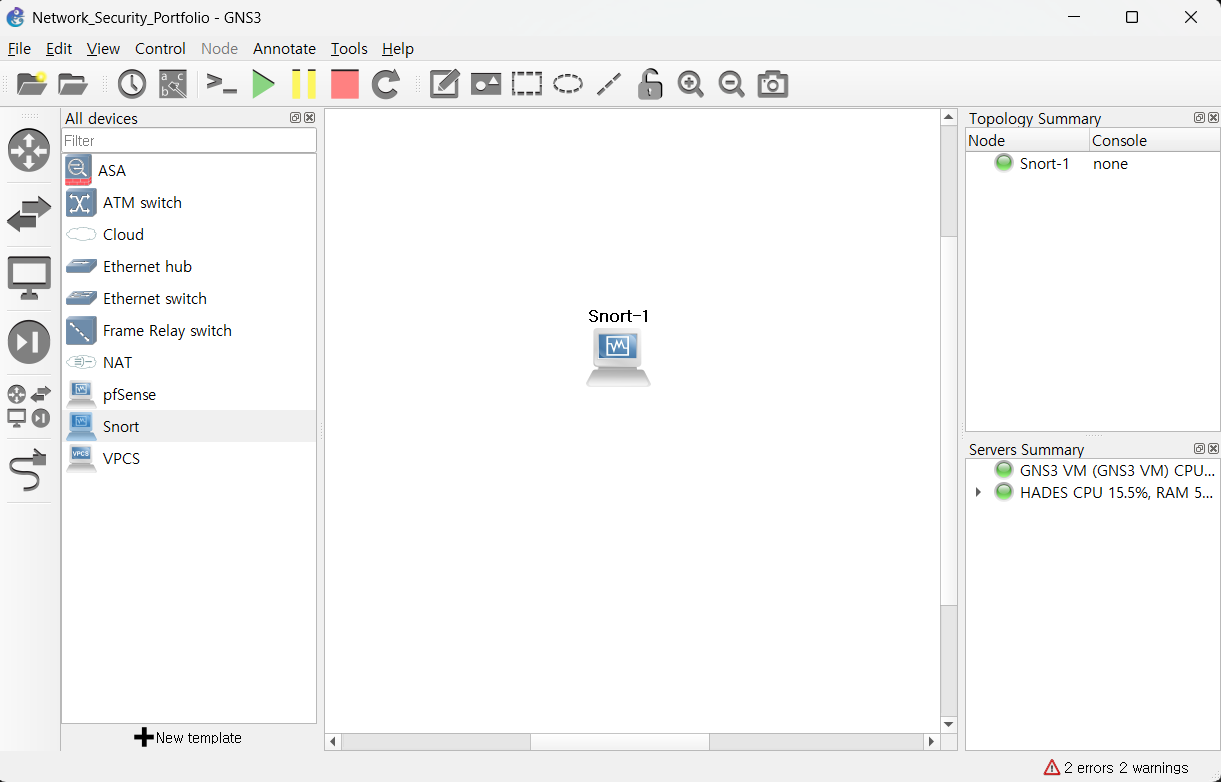 Network_Security_Portfolio - GNS3
File Edit View Control Node Annotate Tools Help
All devices
Filter
ASA
ATM switch
Cloud
Ethernet hub
Ethernet switch
Frame Relay switch
NAT
pfSense
Snort
VPCS
VPCS
New template
Snort-1
Topology Summary
Node Console
Snort-1 none
Servers Summary
GNS3 VM (GNS3 VM) CPU...
HADES CPU 15.5%, RAM 5...
2 errors 2 warnings